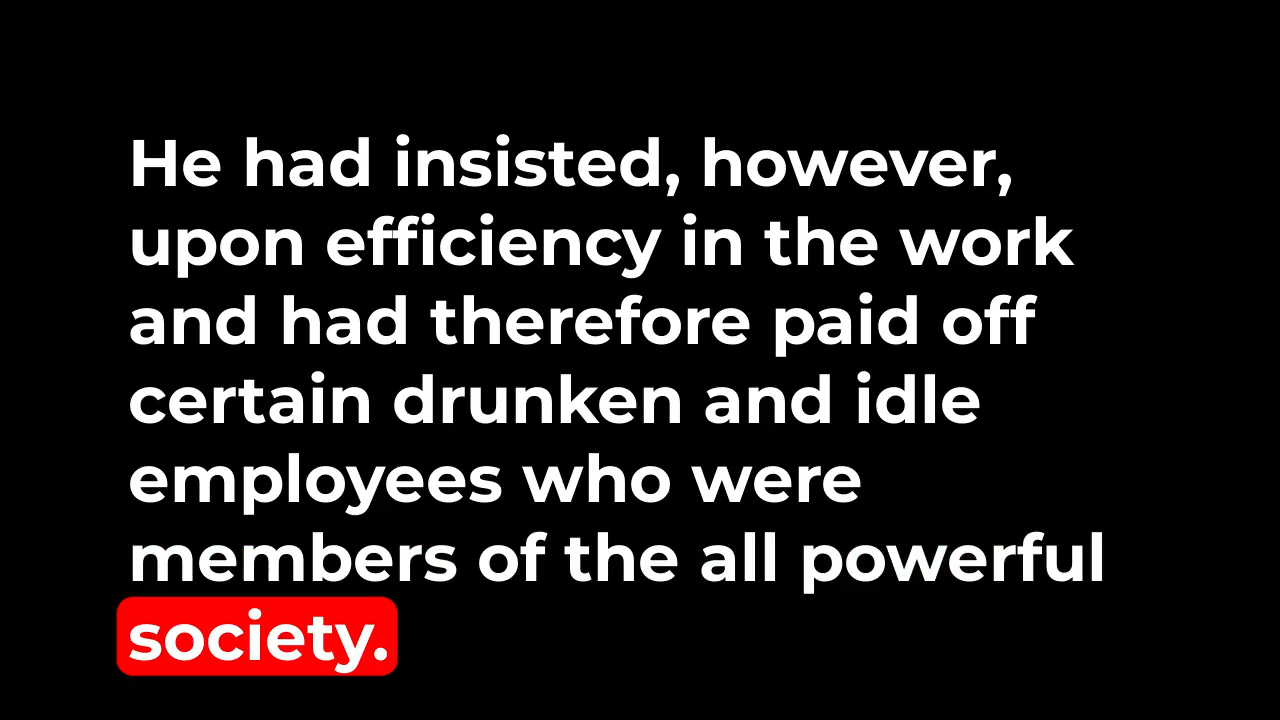 He had insisted, however,
upon efficiency in the work
and had therefore paid off
certain drunken and idle
employees who were
members of the all powerful
society.